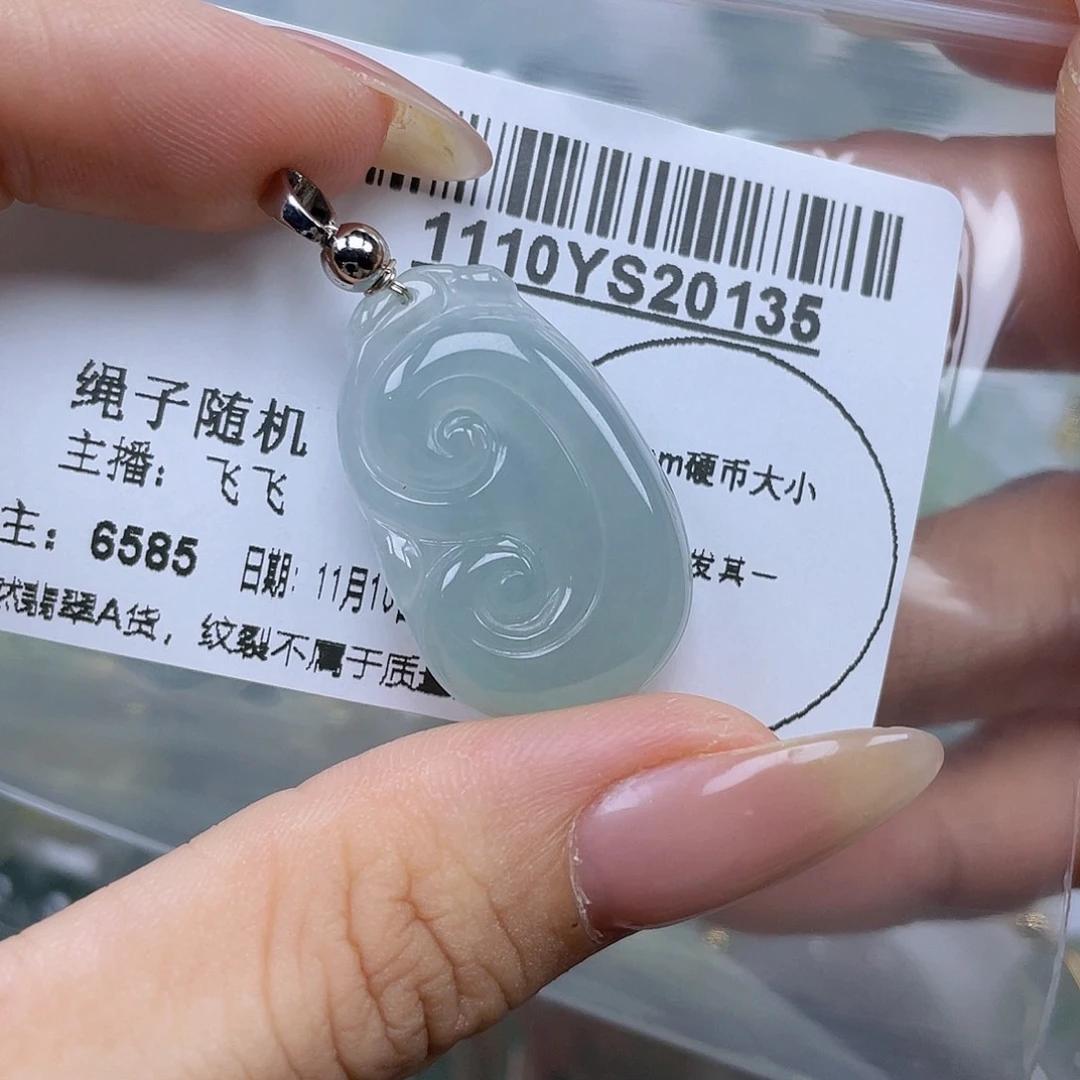 1110YS20135
绳子随机
主播：飞飞
m硬币大小
主：6585 日期：11月10
发其一
然翡翠A货，纹裂不属于质量